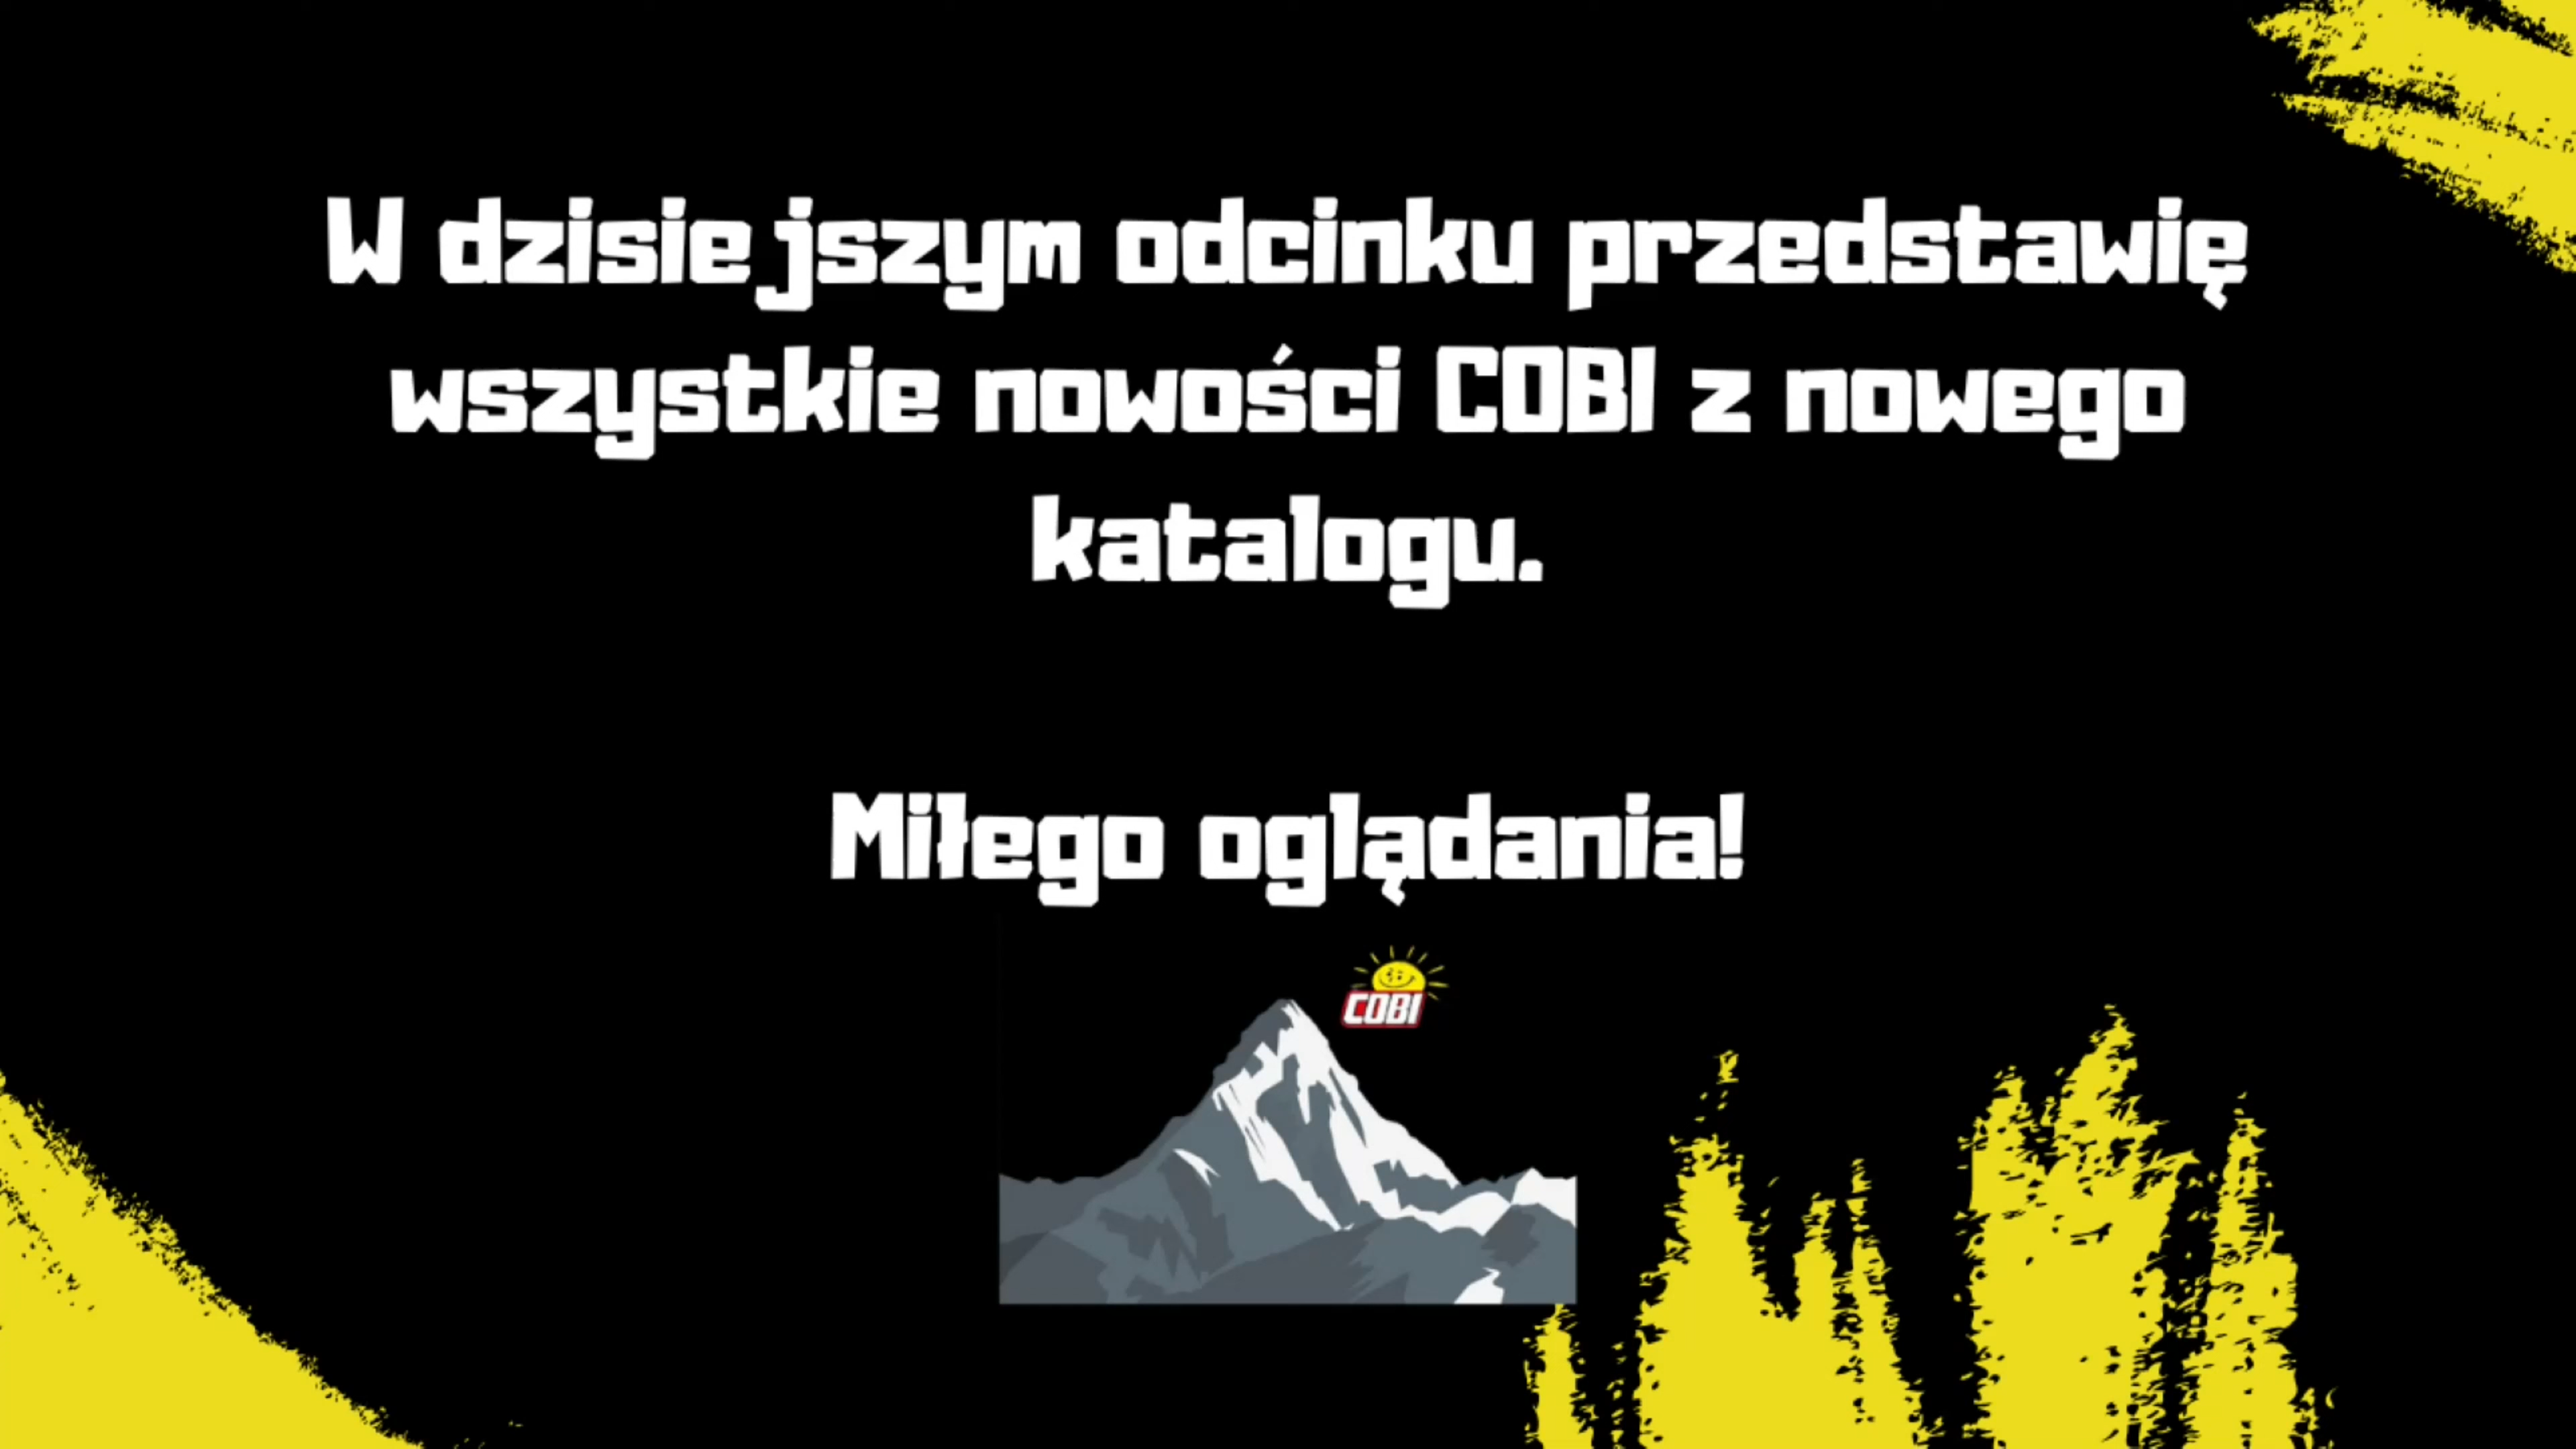 W dzisiejszym odcinku przedstawię
wszystkie nowości COBI z nowego
katalogu.
Miłego oglądania!
COBI